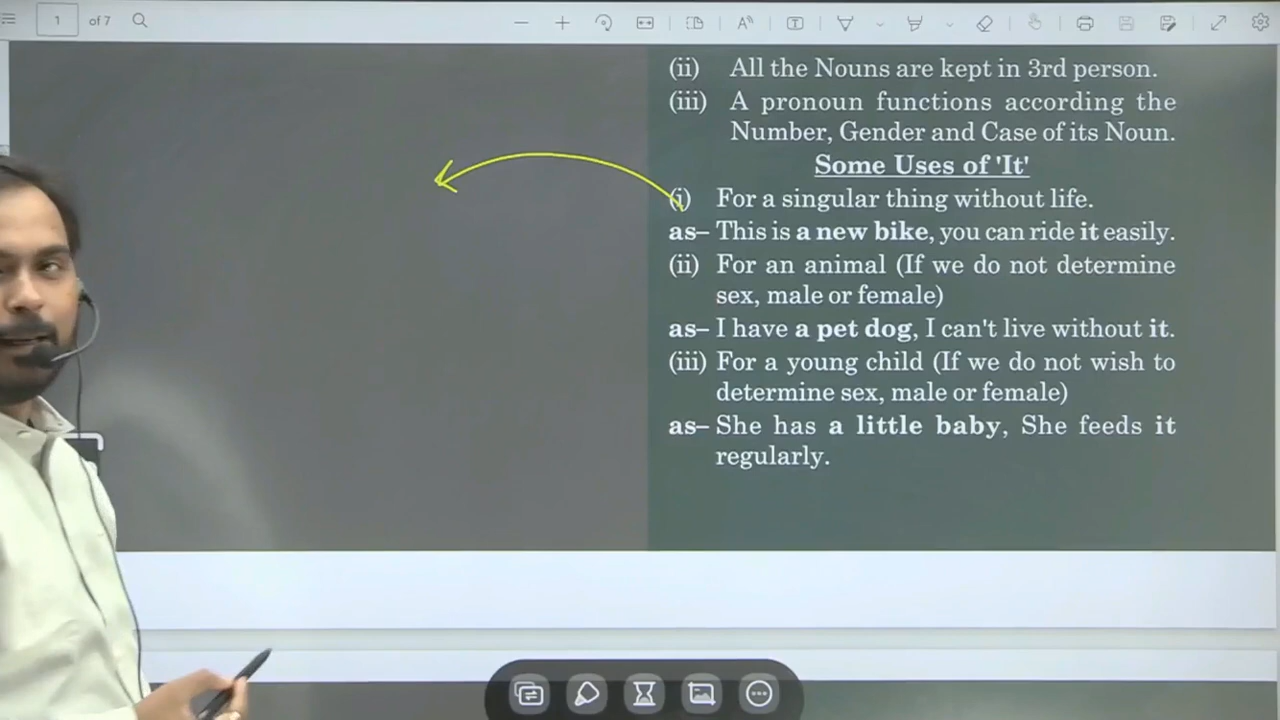 1 of 7
(ii) All the Nouns are kept in 3rd person.
(iii) A pronoun functions according the
Number, Gender and Case of its Noun.
Some Uses of 'It'
(i) For a singular thing without life.
as– This is a new bike, you can ride it easily.
(ii) For an animal (If we do not determine
sex, male or female)
as– I have a pet dog, I can't live without it.
(iii) For a young child (If we do not wish to
determine sex, male or female)
as– She has a little baby, She feeds it
regularly.